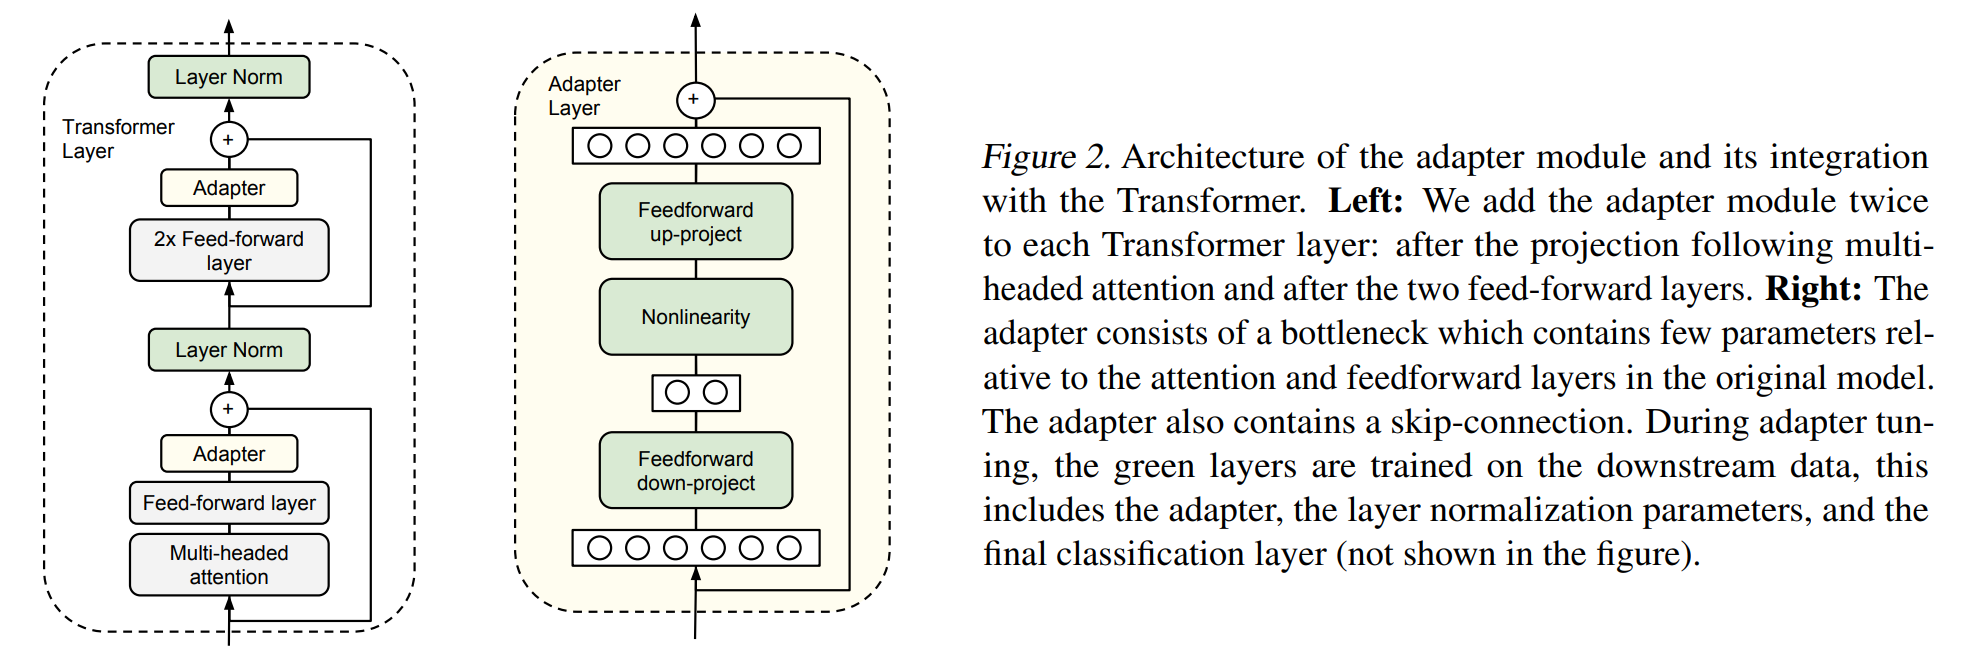 Layer Norm
Transformer
Layer
+
Adapter
2x Feed-forward
layer
Layer Norm
+
Adapter
Feed-forward layer
Multi-headed
attention
Adapter
Layer
+
Feedforward
up-project
Nonlinearity
Feedforward
down-project
Figure 2. Architecture of the adapter module and its integration
with the Transformer. Left: We add the adapter module twice
to each Transformer layer: after the projection following multi-
headed attention and after the two feed-forward layers. Right: The
adapter consists of a bottleneck which contains few parameters rel-
ative to the attention and feedforward layers in the original model.
The adapter also contains a skip-connection. During adapter tun-
ing, the green layers are trained on the downstream data, this
includes the adapter, the layer normalization parameters, and the
final classification layer (not shown in the figure).